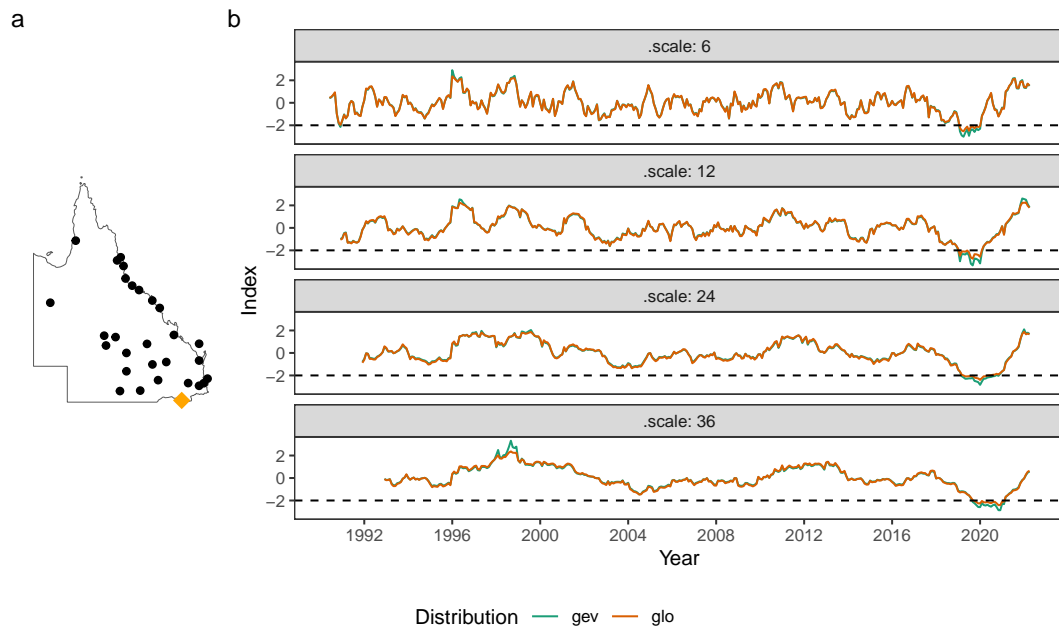 a
b
.scale: 6
2
0
−2
.scale: 12
2
0
−2
.scale: 24
2
0
−2
.scale: 36
2
0
−2
Index
1992 1996 2000 2004 2008 2012 2016 2020
Year
Distribution gev glo